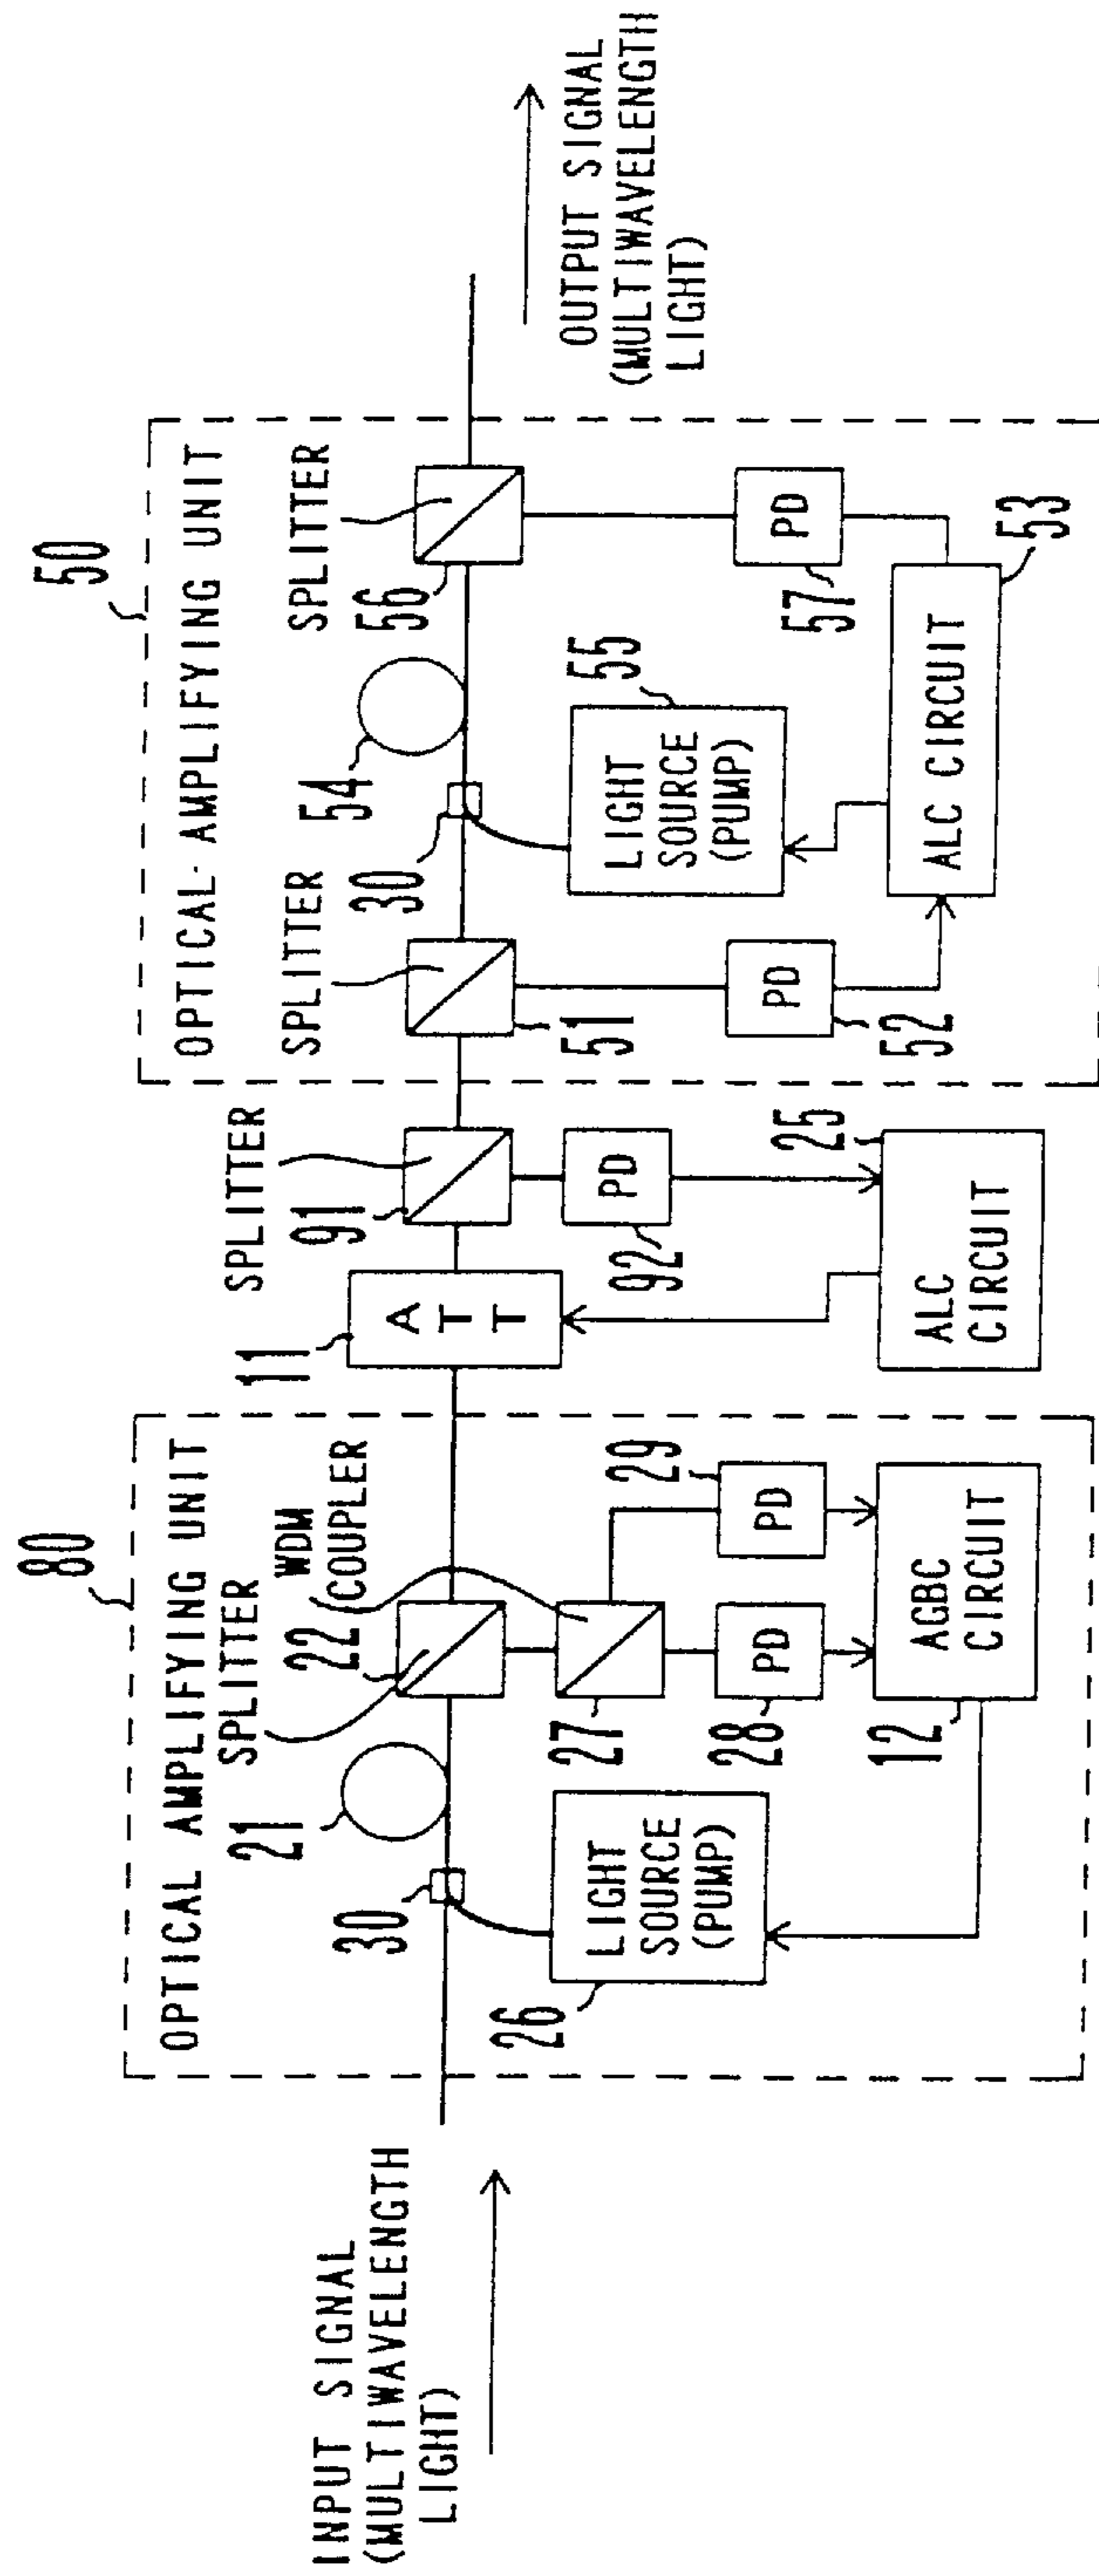 INPUT SIGNAL
(MULTIWAVELENGTH
LIGHT)
80
OPTICAL AMPLIFYING UNIT
SPLITTER
22
WDM
COUPLER
21
30
26
LIGHT
SOURCE
(PUMP)
27
28
PD
29
PD
12
AGBC
CIRCUIT
11
ATT
SPLITTER
91
92
PD
25
ALC
CIRCUIT
50
OPTICAL-AMPLIFYING UNIT
SPLITTER
51
52
PD
30
54
55
LIGHT
SOURCE
(PUMP)
SPLITTER
56
57
PD
53
ALC CIRCUIT
OUTPUT SIGNAL
(MULTIWAVELENGTH
LIGHT)